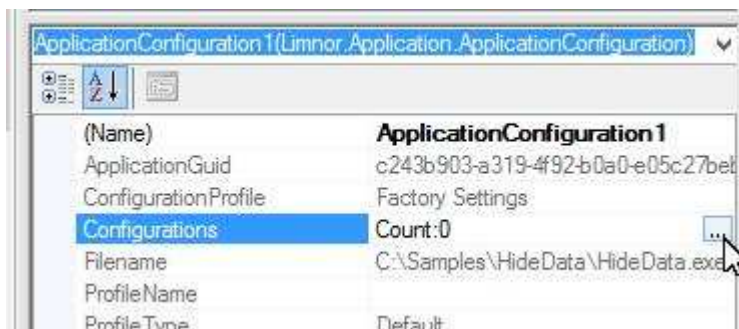 ApplicationConfiguration1(Limnor.Application.ApplicationConfiguration)
A
Z
(Name) ApplicationConfiguration1
ApplicationGuid c243b903-a319-4f92-b0a0-e05c27beb
ConfigurationProfile Factory Settings
Configurations Count:0 ...
Filename C:\Samples\HideData\HideData.exe
ProfileName
ProfileType Default